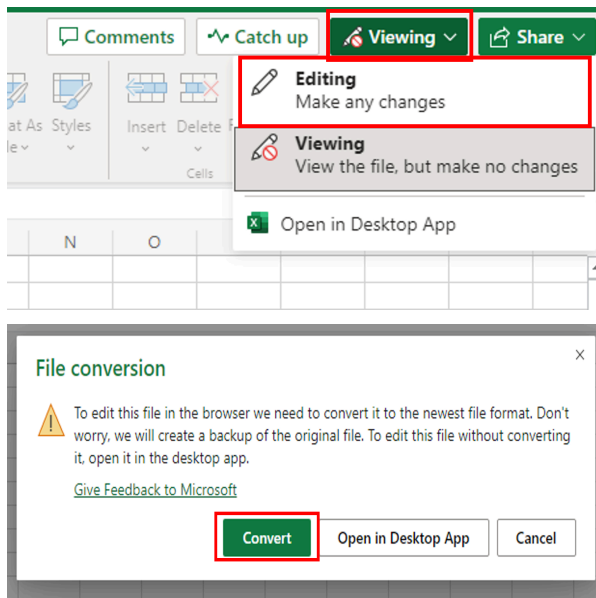 Comments Catch up Viewing Share
Editing
Make any changes
at As Styles Insert Delete
le
Viewing
View the file, but make no changes
Cells
Open in Desktop App
N O
X
File conversion
To edit this file in the browser we need to convert it to the newest file format. Don't
worry, we will create a backup of the original file. To edit this file without converting
it, open it in the desktop app.
Give Feedback to Microsoft
Convert Open in Desktop App Cancel